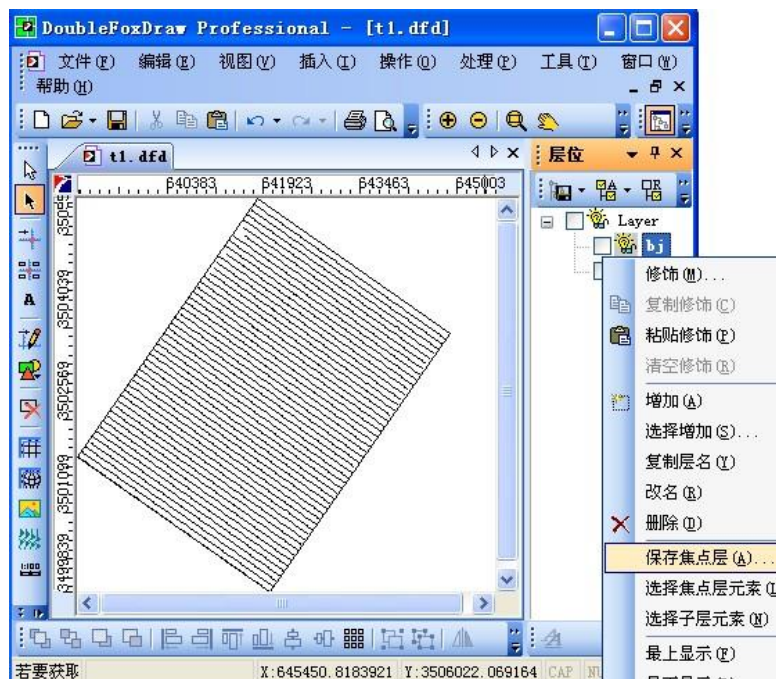 DoubleFoxDraw Professional - [t1.dfd]
文件(F) 编辑(E) 视图(V) 插入(I) 操作(O) 处理(P) 工具(T) 窗口(W)
帮助(H)
t1.dfd
层位
640383 641923 643463 645003
3504039
3502569
3501099
3499839
Layer
bj
修饰(M)...
复制修饰(C)
粘贴修饰(P)
清空修饰(R)
增加(A)
选择增加(S)...
复制层名(Y)
改名(R)
删除(D)
保存焦点层(A)...
选择焦点层元素(
选择子层元素(N)
最上显示(F)
若要获取 X:645450.8183921 Y:3506022.069164 CAP